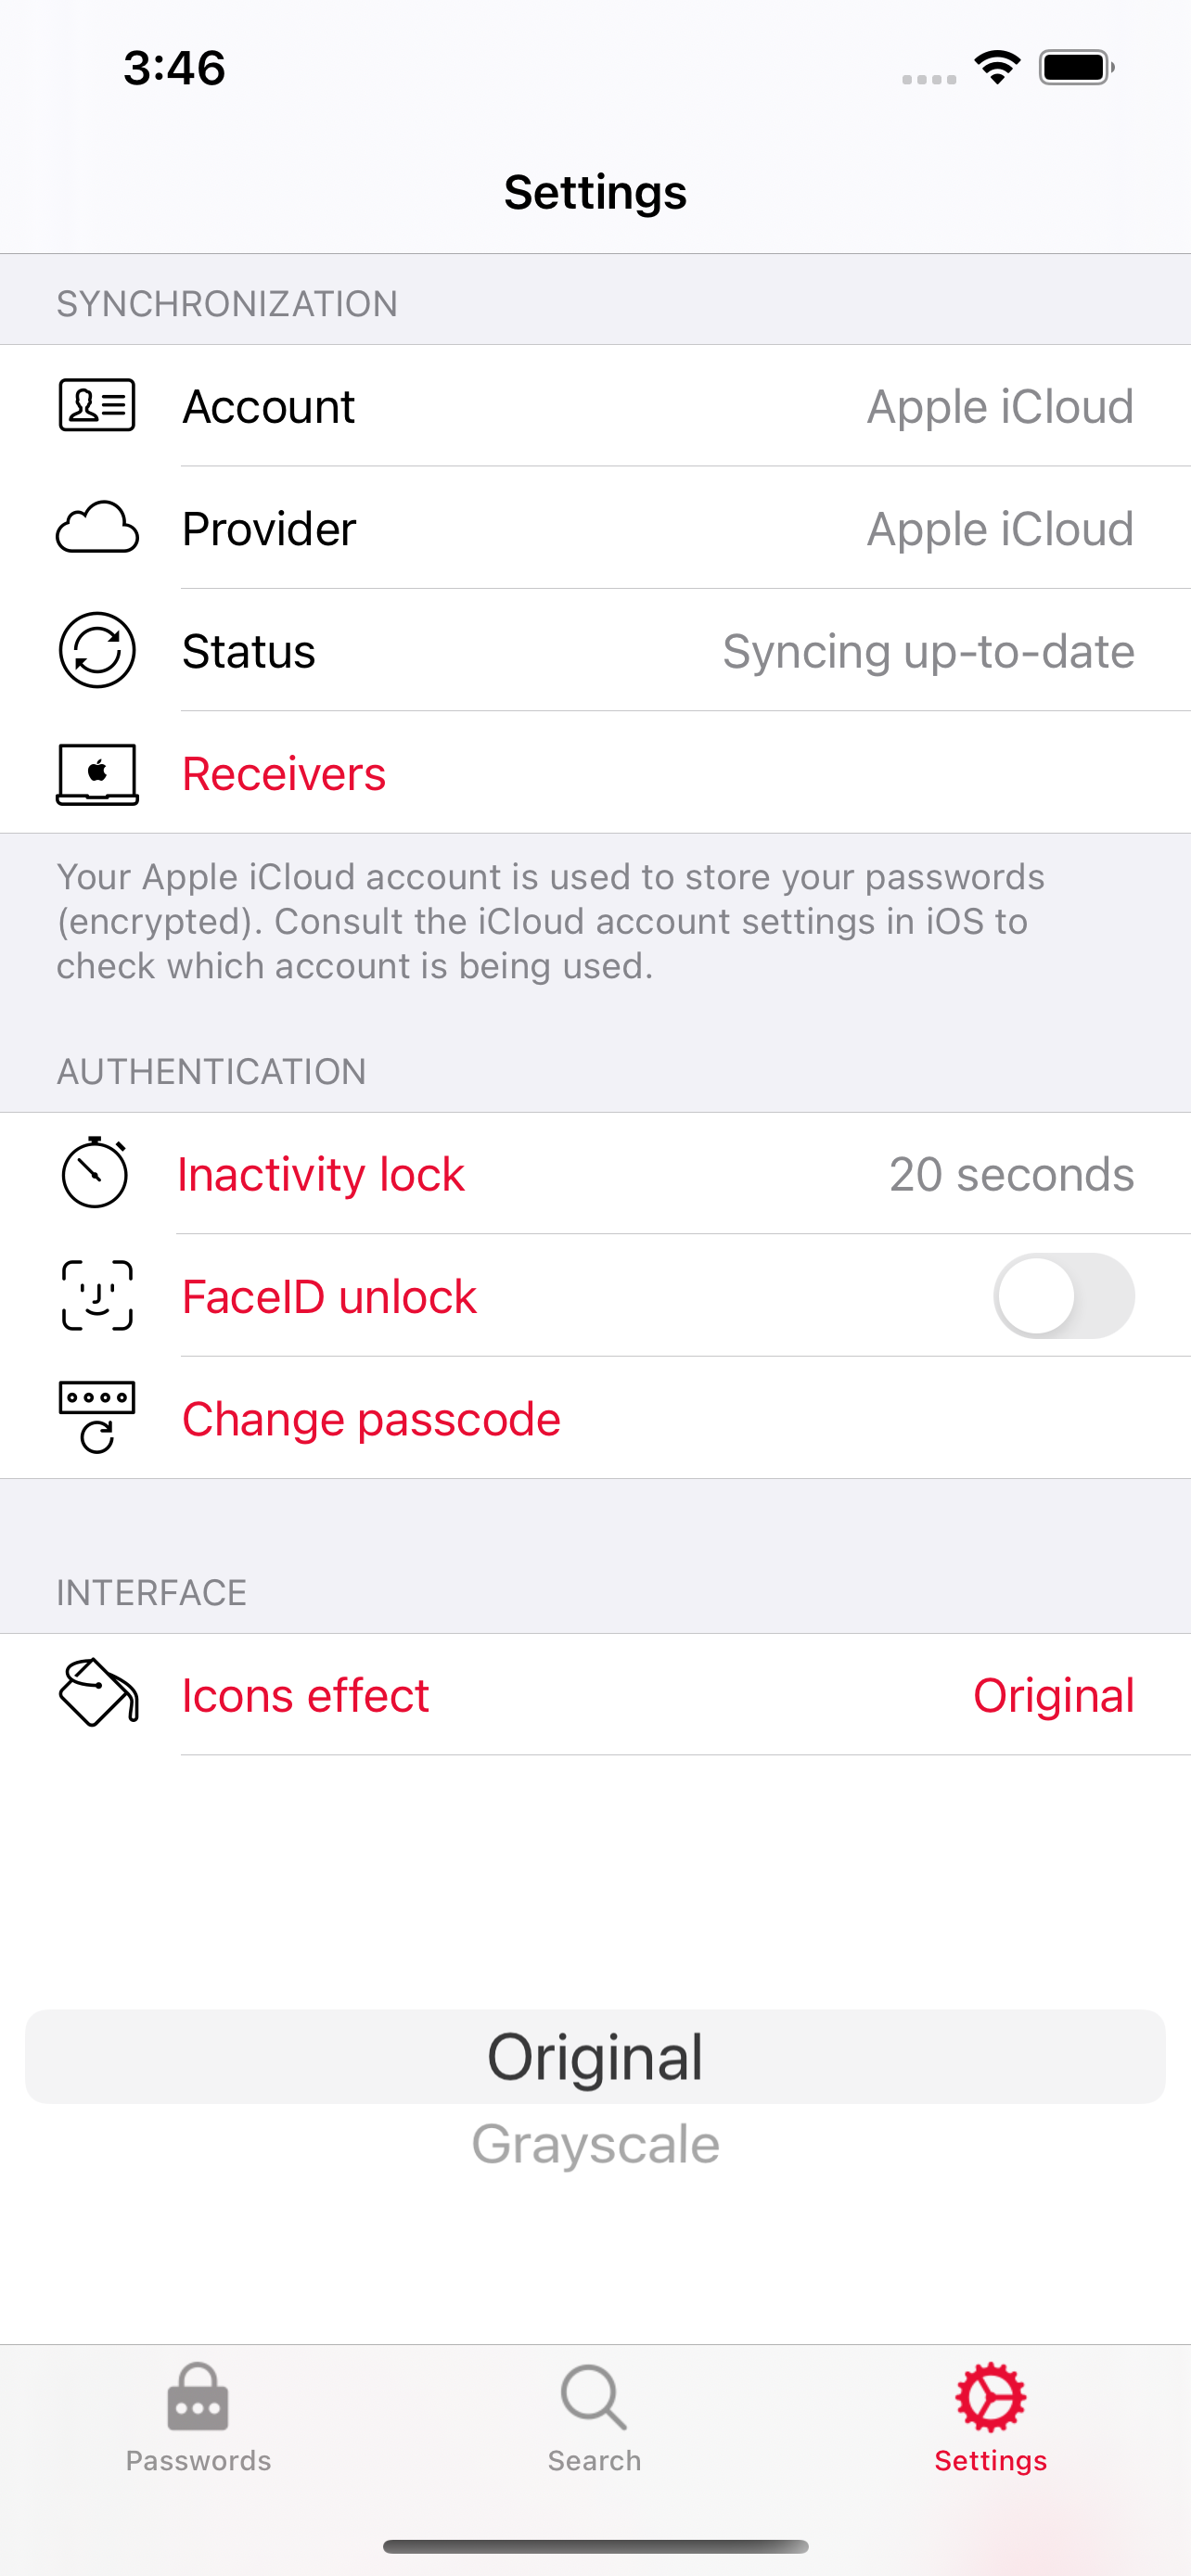 3:46
Settings
SYNCHRONIZATION
Account Apple iCloud
Provider Apple iCloud
Status Syncing up-to-date
Receivers
Your Apple iCloud account is used to store your passwords
(encrypted). Consult the iCloud account settings in iOS to
check which account is being used.
AUTHENTICATION
Inactivity lock 20 seconds
FaceID unlock
Change passcode
INTERFACE
Icons effect Original
Original
Grayscale
Passwords Search Settings